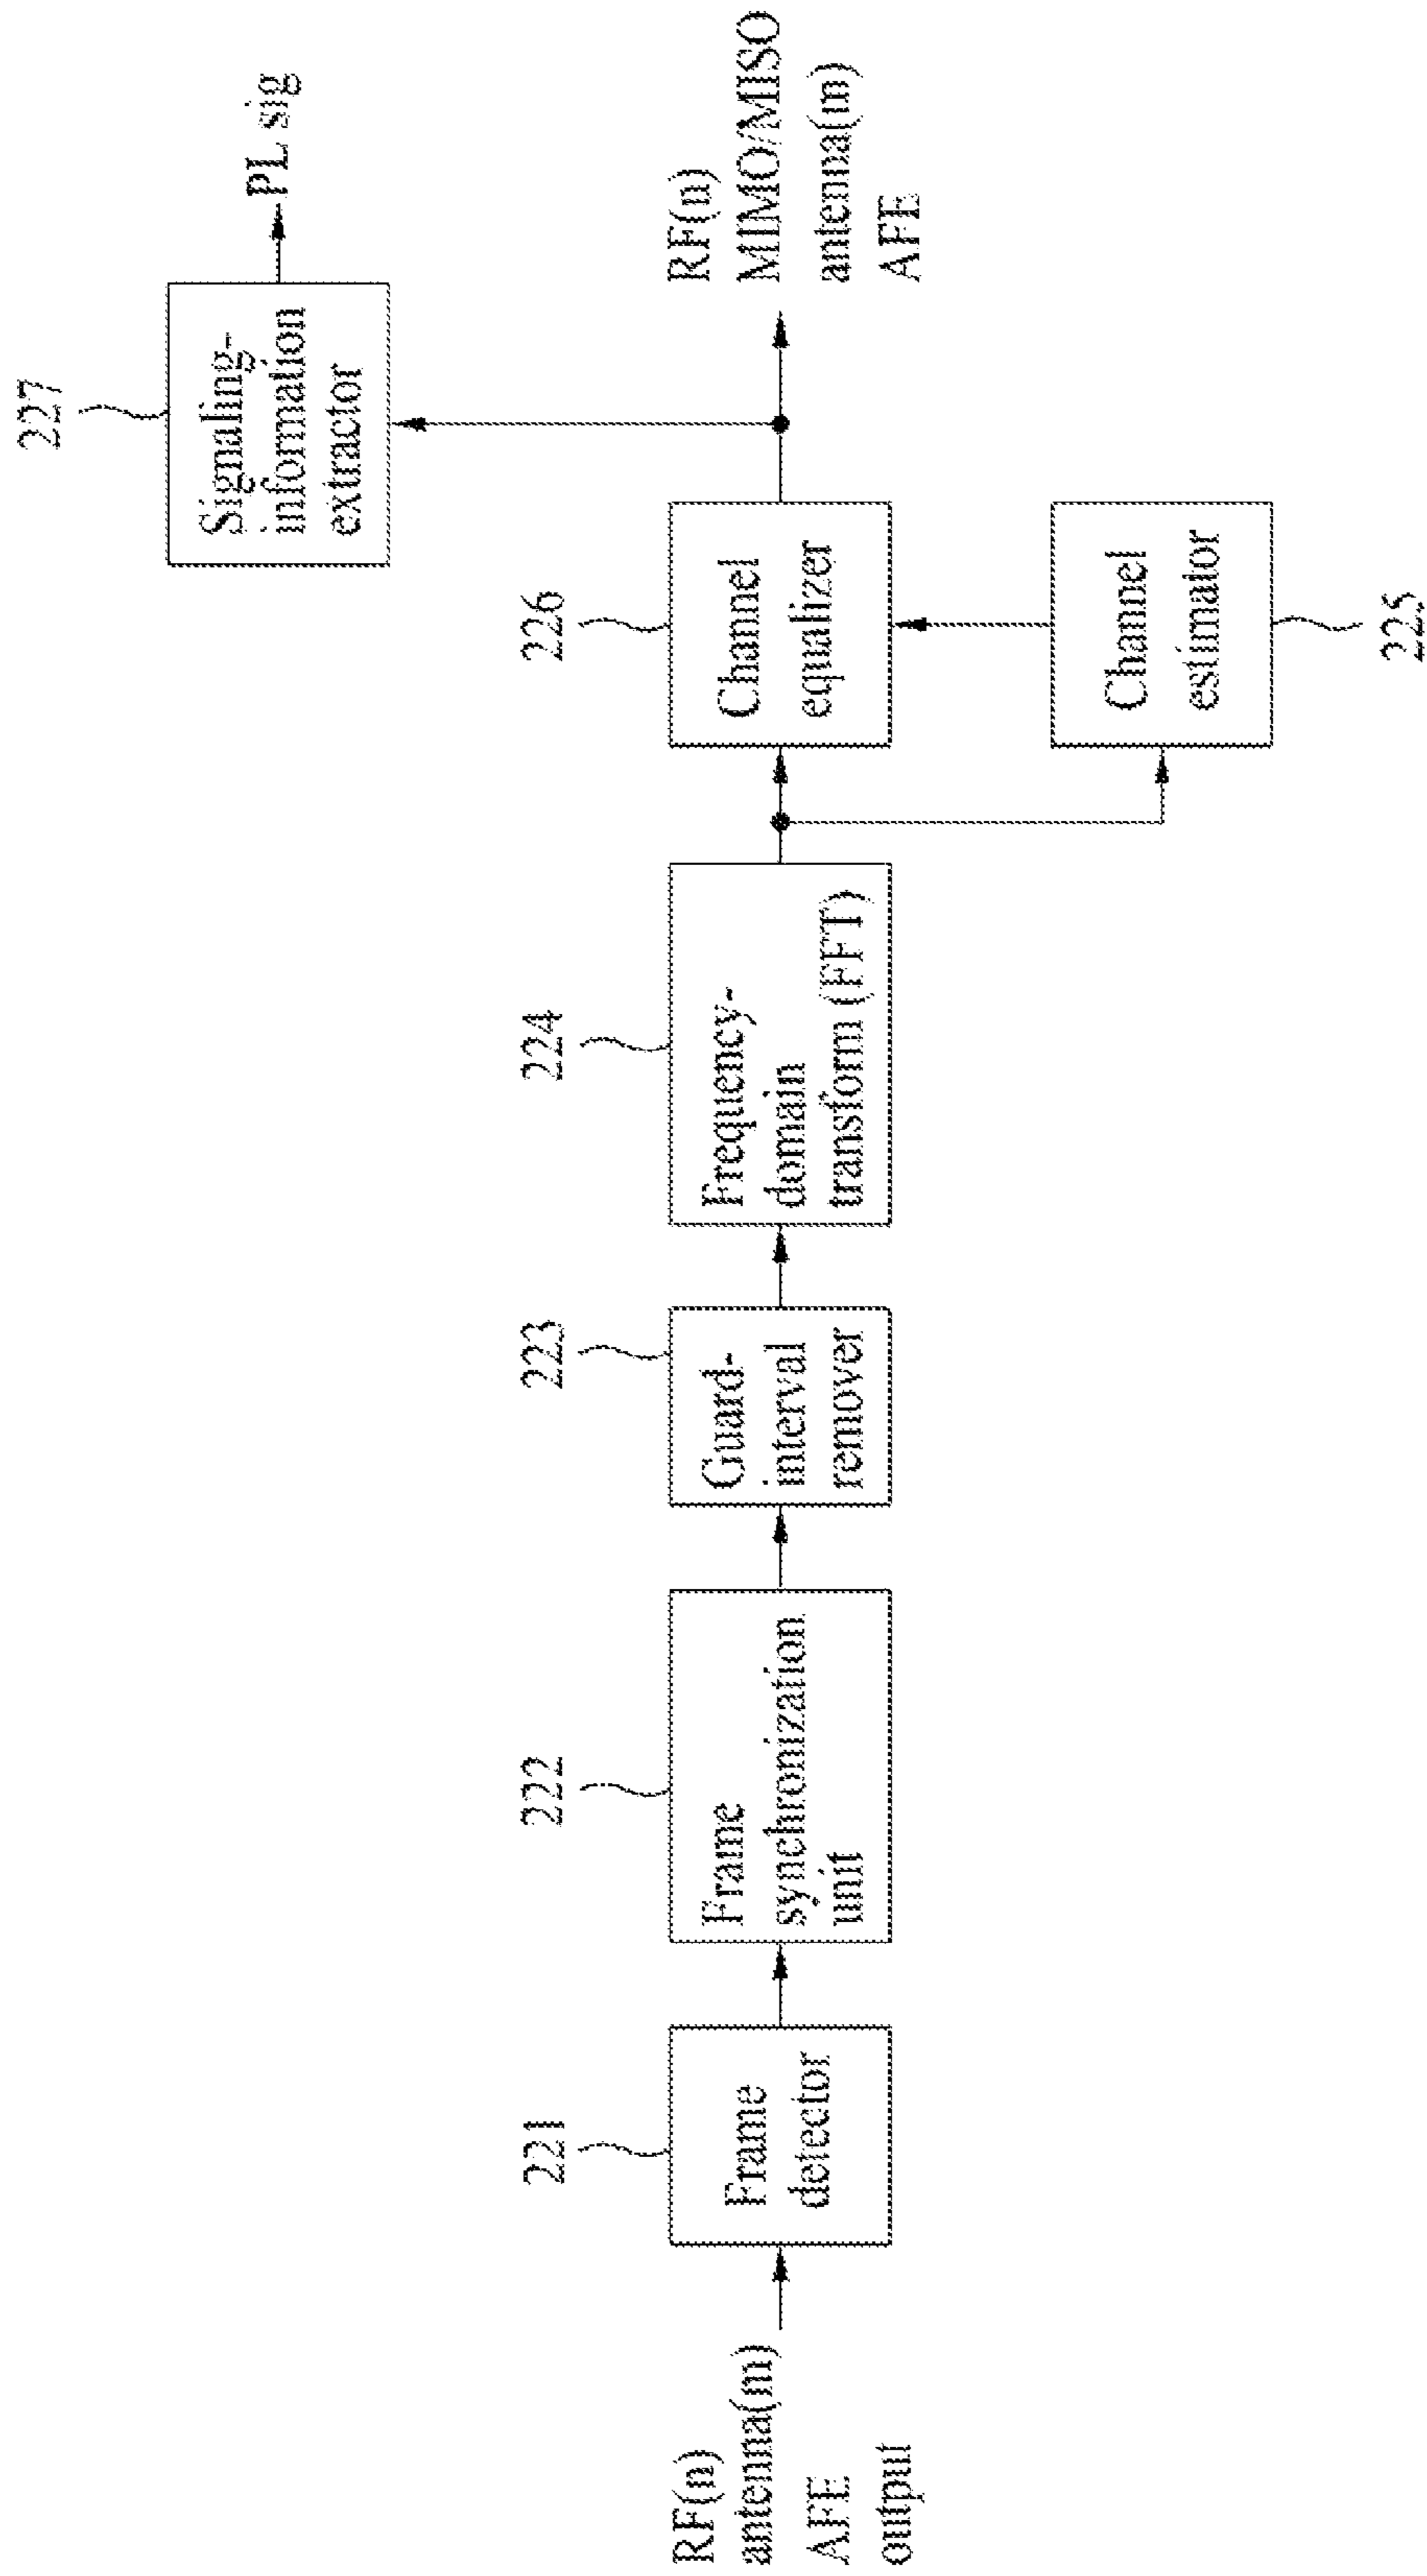 RF(n)
antenna(m)
AFE
output
221
Frame
detector
222
Frame
synchronization
unit
223
Guard-
interval
remover
224
Frequency-
domain
transform (FFT)
226
Channel
equalizer
Channel
estimator
225
227
Signaling-
information
extractor
PL sig
RF(n)
MIMO/MISO
antenna(m)
AFE